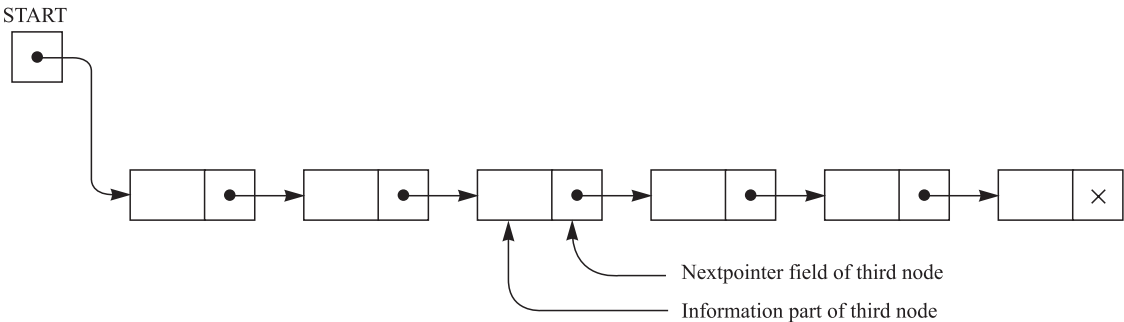 START
Nextpointer field of third node
Information part of third node